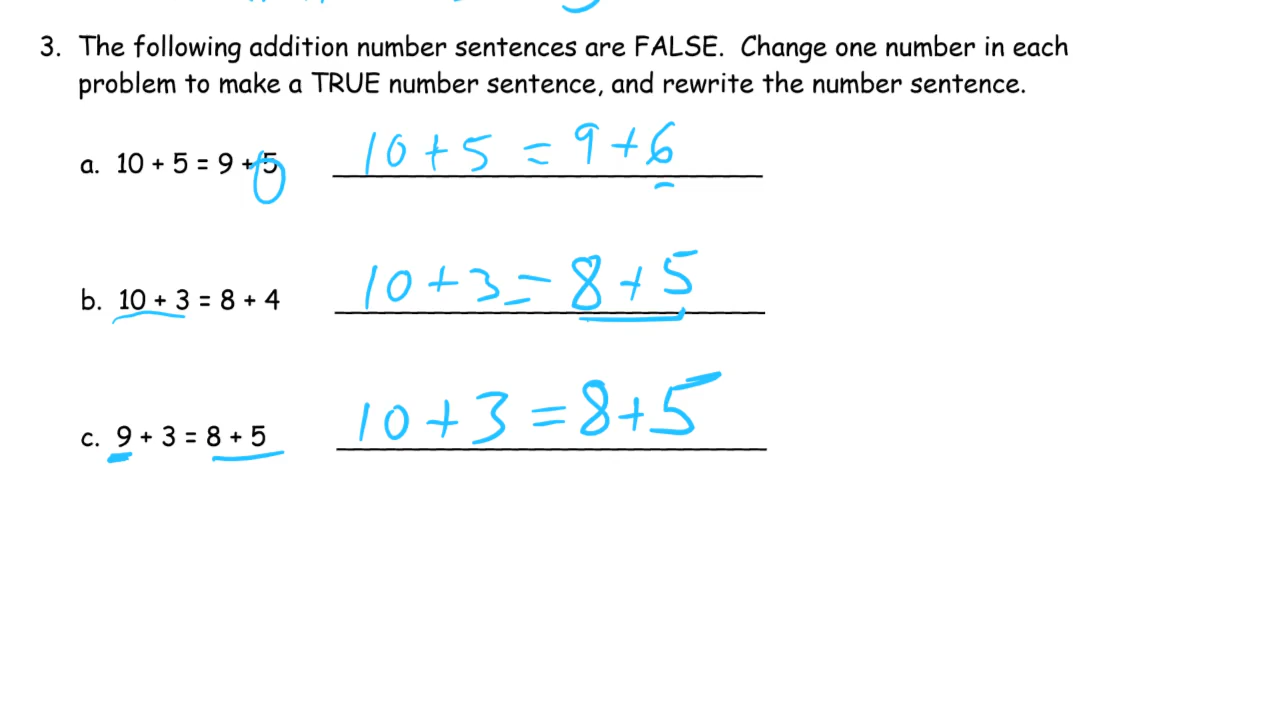 3. The following addition number sentences are FALSE. Change one number in each
problem to make a TRUE number sentence, and rewrite the number sentence.
a. 10 + 5 = 9 + 5 10 + 5 = 9 + 6
b. 10 + 3 = 8 + 4 10 + 3 = 8 + 5
c. 9 + 3 = 8 + 5 10 + 3 = 8 + 5